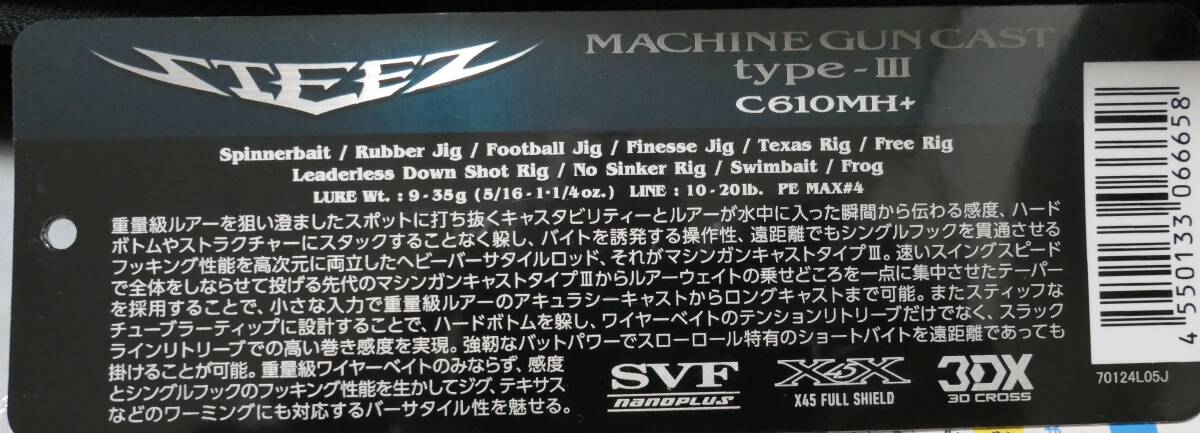 STEEZ
MACHINE GUN CAST
type-III
C610MH+
Spinnerbait / Rubber Jig / Football Jig / Finesse Jig / Texas Rig / Free Rig
Leaderless Down Shot Rig / No Sinker Rig / Swimbait / Frog
LURE Wt. : 9-35g (5/16-1･1/4oz.) LINE : 10-20lb. PE MAX#4
重量級ルアーを狙い澄ましたスポットに打ち抜くキャスタビリティーとルアーが水中に入った瞬間から伝わる感度、ハード
ボトムやストラクチャーにスタックすることなく躱し、バイトを誘発する操作性、遠距離でもシングルフックを貫通させる
フッキング性能を高次元に両立したヘビーバーサタイルロッド、それがマシンガンキャストタイプⅢ。速いスイングスピード
で全体をしならせて投げる先代のマシンガンキャストタイプⅢからルアーウェイトの乗せどころを一点に集中させたテーパー
を採用することで、小さな入力で重量級ルアーのアキュラシーキャストからロングキャストまで可能。またスティッフな
チューブラーティップに設計することで、ハードボトムを躱し、ワイヤーベイトのテンションリトリーブだけでなく、スラック
ラインリトリーブでの高い巻き感度を実現。強靭なバットパワーでスローロール特有のショートバイトを遠距離であっても
掛けることが可能。重量級ワイヤーベイトのみならず、感度
とシングルフックのフッキング性能を生かしてジグ、テキサス
などのワーミングにも対応するバーサタイル性を魅せる。
SVF
nanoplus
X45
X45 FULL SHIELD
3DX
3D CROSS
4 550133 066658
70124L05J